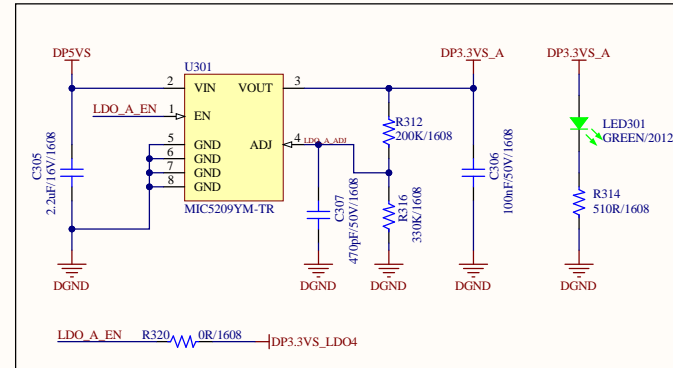 DP5VS
DP3.3VS_A
DP3.3VS_A
U301
2
VIN
VOUT
3
LDO_A_EN
1
EN
R312
200K/1608
LED301
GREEN/2012
5
GND
ADJ
4
LDO_A_ADJ
6
GND
7
GND
8
GND
MIC5209YM-TR
C305
2.2uF/16V/1608
C307
470pF/50V/1608
R316
330K/1608
C306
100nF/50V/1608
R314
510R/1608
DGND
DGND
DGND
DGND
DGND
LDO_A_EN
R320
0R/1608
DP3.3VS_LDO4